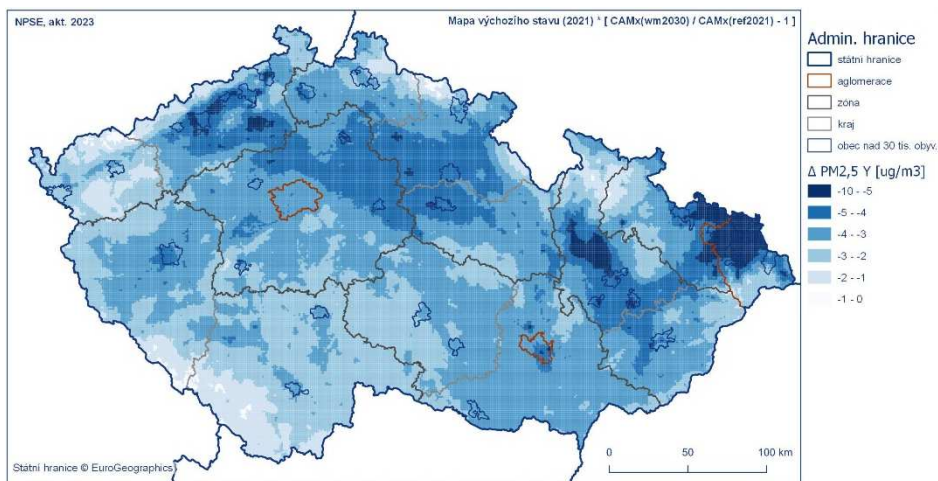 NPSE, akt. 2023
Mapa výchozího stavu (2021) * [ CAMx(wm2030) / CAMx(ref2021) - 1 ]
Admin. hranice
státní hranice
aglomerace
zóna
kraj
obec nad 30 tis. obyv.
Δ PM2,5 Y [ug/m3]
-10 - -5
-5 - -4
-4 - -3
-3 - -2
-2 - -1
-1 - 0
0 50 100 km
Státní hranice © EuroGeographics